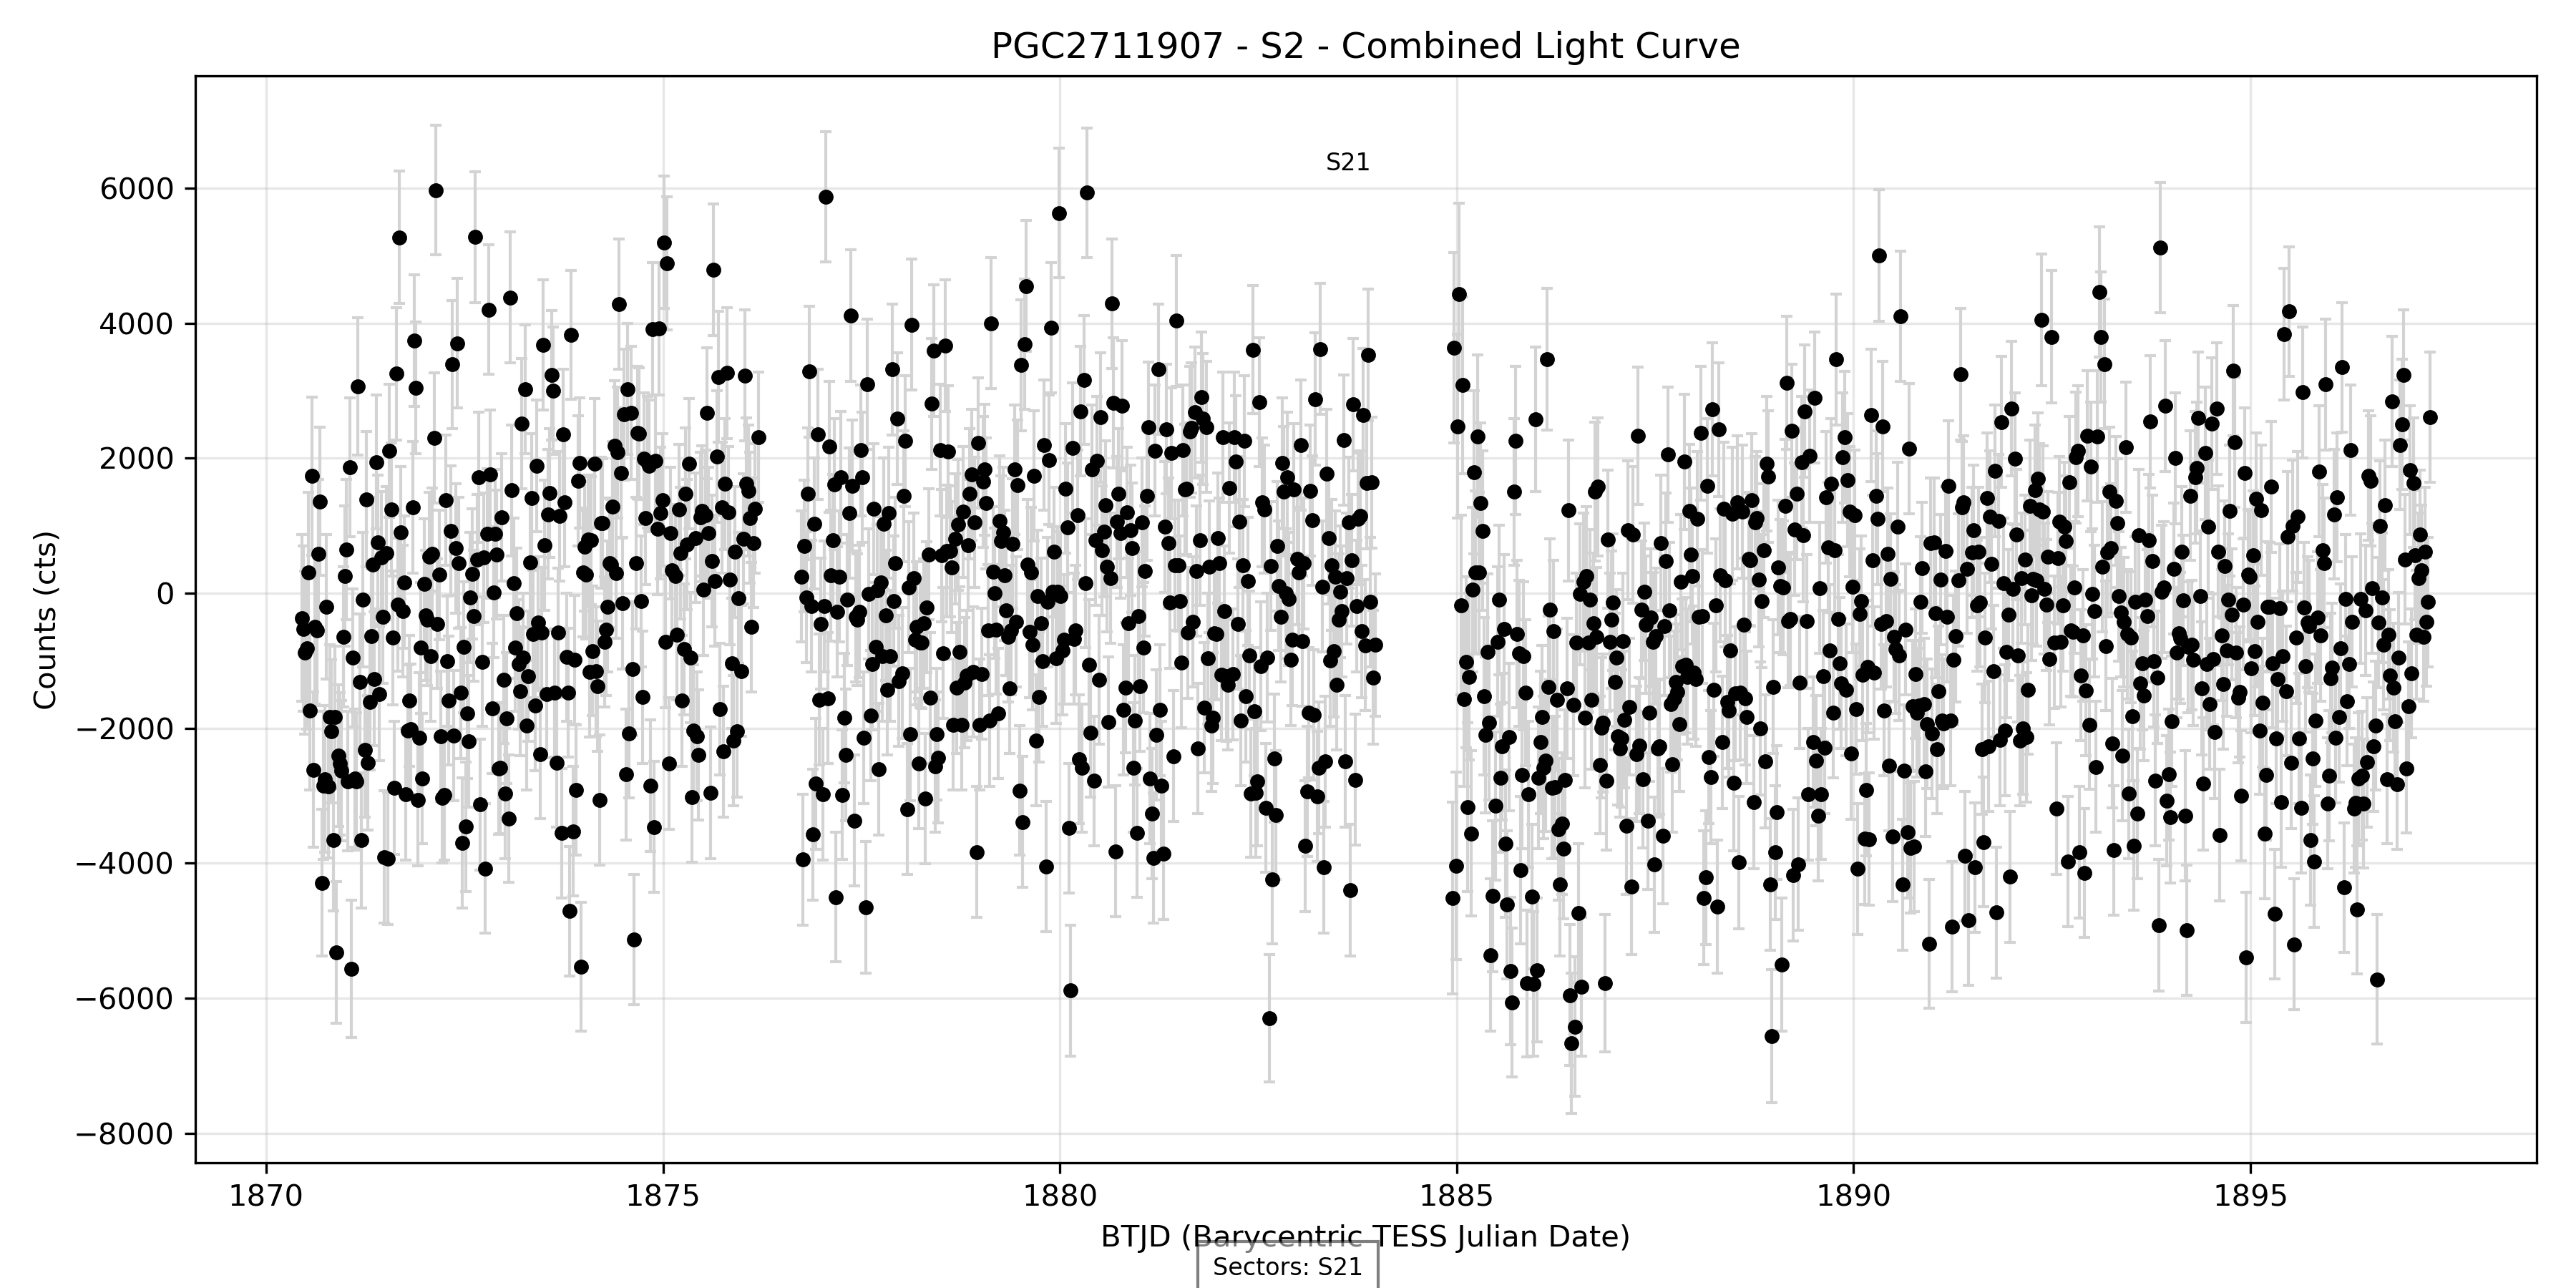 PGC2711907 - S2 - Combined Light Curve
S21
Counts (cts)
6000
4000
2000
0
−2000
−4000
−6000
−8000
1870 1875 1880 1885 1890 1895
BTJD (Barycentric TESS Julian Date)
Sectors: S21